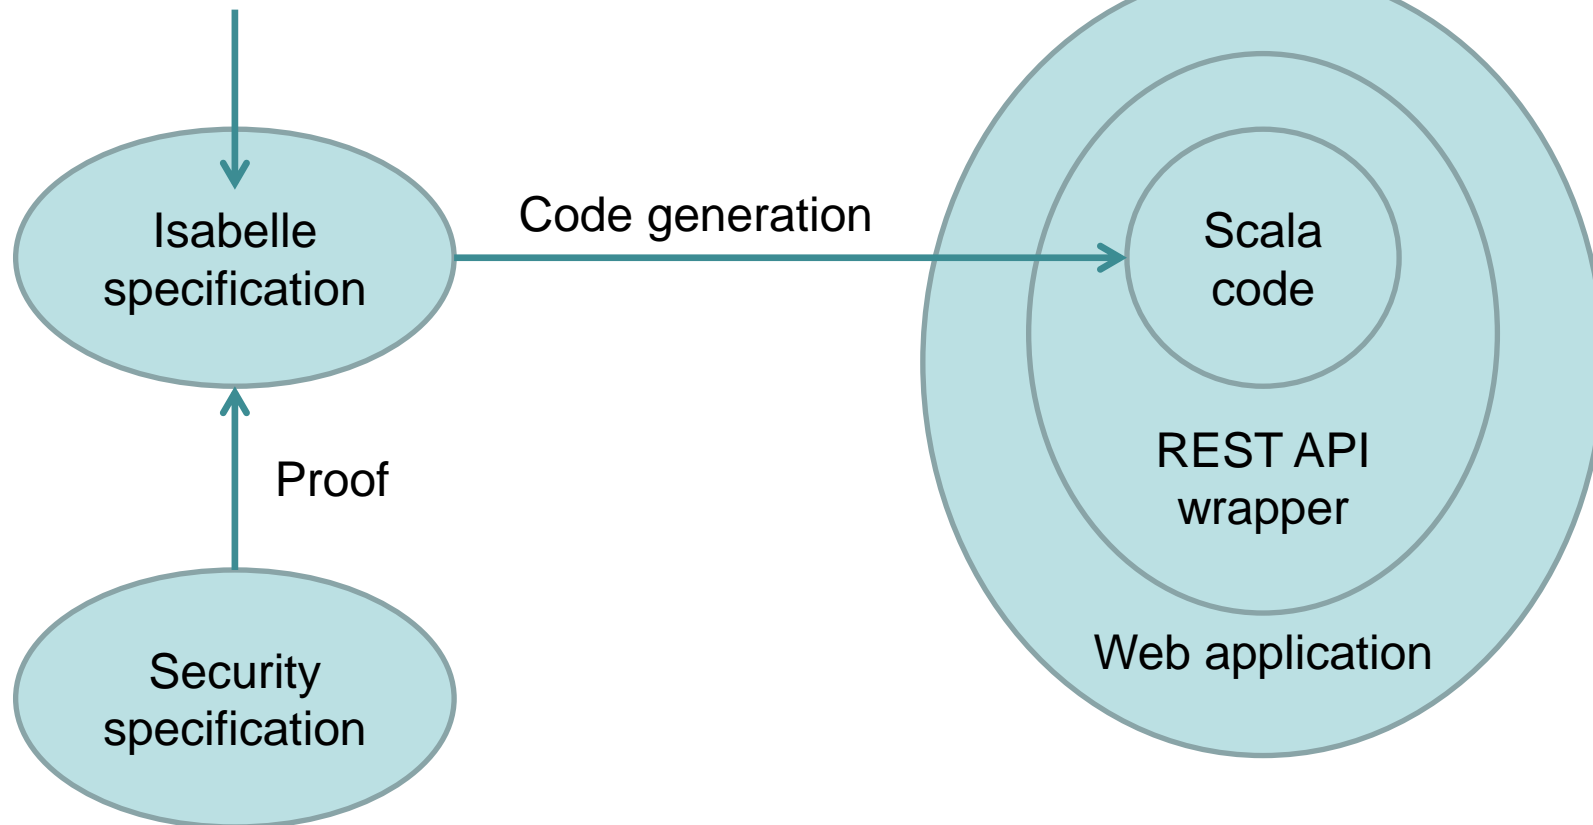 Isabelle
specification
Code generation
Scala
code
REST API
wrapper
Proof
Web application
Security
specification